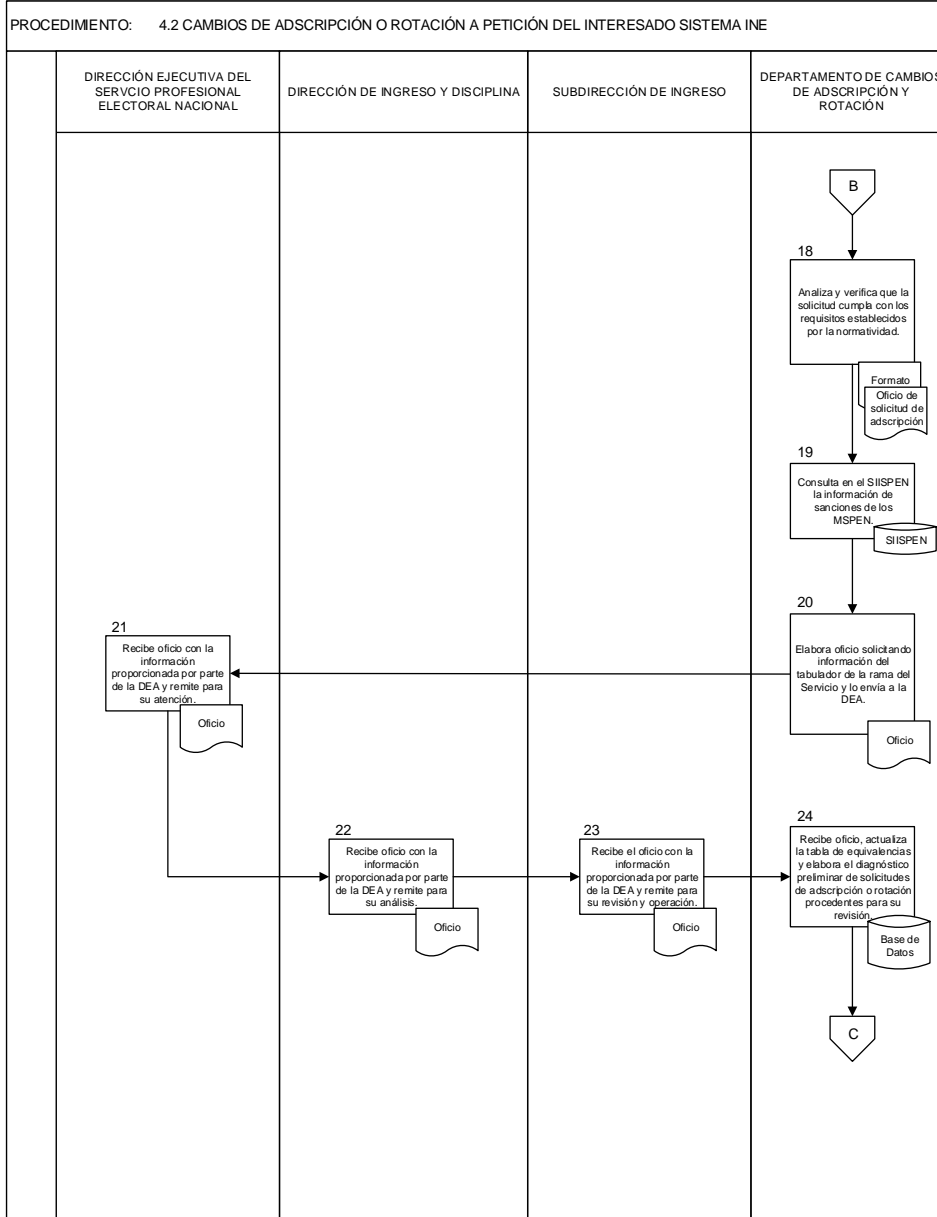 PROCEDIMIENTO: 4.2 CAMBIOS DE ADSCRIPCIÓN O ROTACIÓN A PETICIÓN DEL INTERESADO SISTEMA INE
DIRECCIÓN EJECUTIVA DEL
SERVCIO PROFESIONAL
ELECTORAL NACIONAL
DIRECCIÓN DE INGRESO Y DISCIPLINA
SUBDIRECCIÓN DE INGRESO
DEPARTAMENTO DE CAMBIOS
DE ADSCRIPCIÓN Y
ROTACIÓN
B
18
Analiza y verifica que la
solicitud cumpla con los
requisitos establecidos
por la normatividad.
Formato
Oficio de
solicitud de
adscripción
19
Consulta en el SIISPEN
la información de
sanciones de los
MSPEN.
SIISPEN
20
Elabora oficio solicitando
información del
tabulador de la rama del
Servicio y lo envía a la
DEA.
Oficio
21
Recibe oficio con la
información
proporcionada por parte
de la DEA y remite para
su atención.
Oficio
22
Recibe oficio con la
información
proporcionada por parte
de la DEA y remite para
su análisis.
Oficio
23
Recibe el oficio con la
información
proporcionada por parte
de la DEA y remite para
su revisión y operación.
Oficio
24
Recibe oficio, actualiza
la tabla de equivalencias
y elabora el diagnóstico
preliminar de solicitudes
de adscripción o rotación
procedentes para su
revisión.
Base de
Datos
C